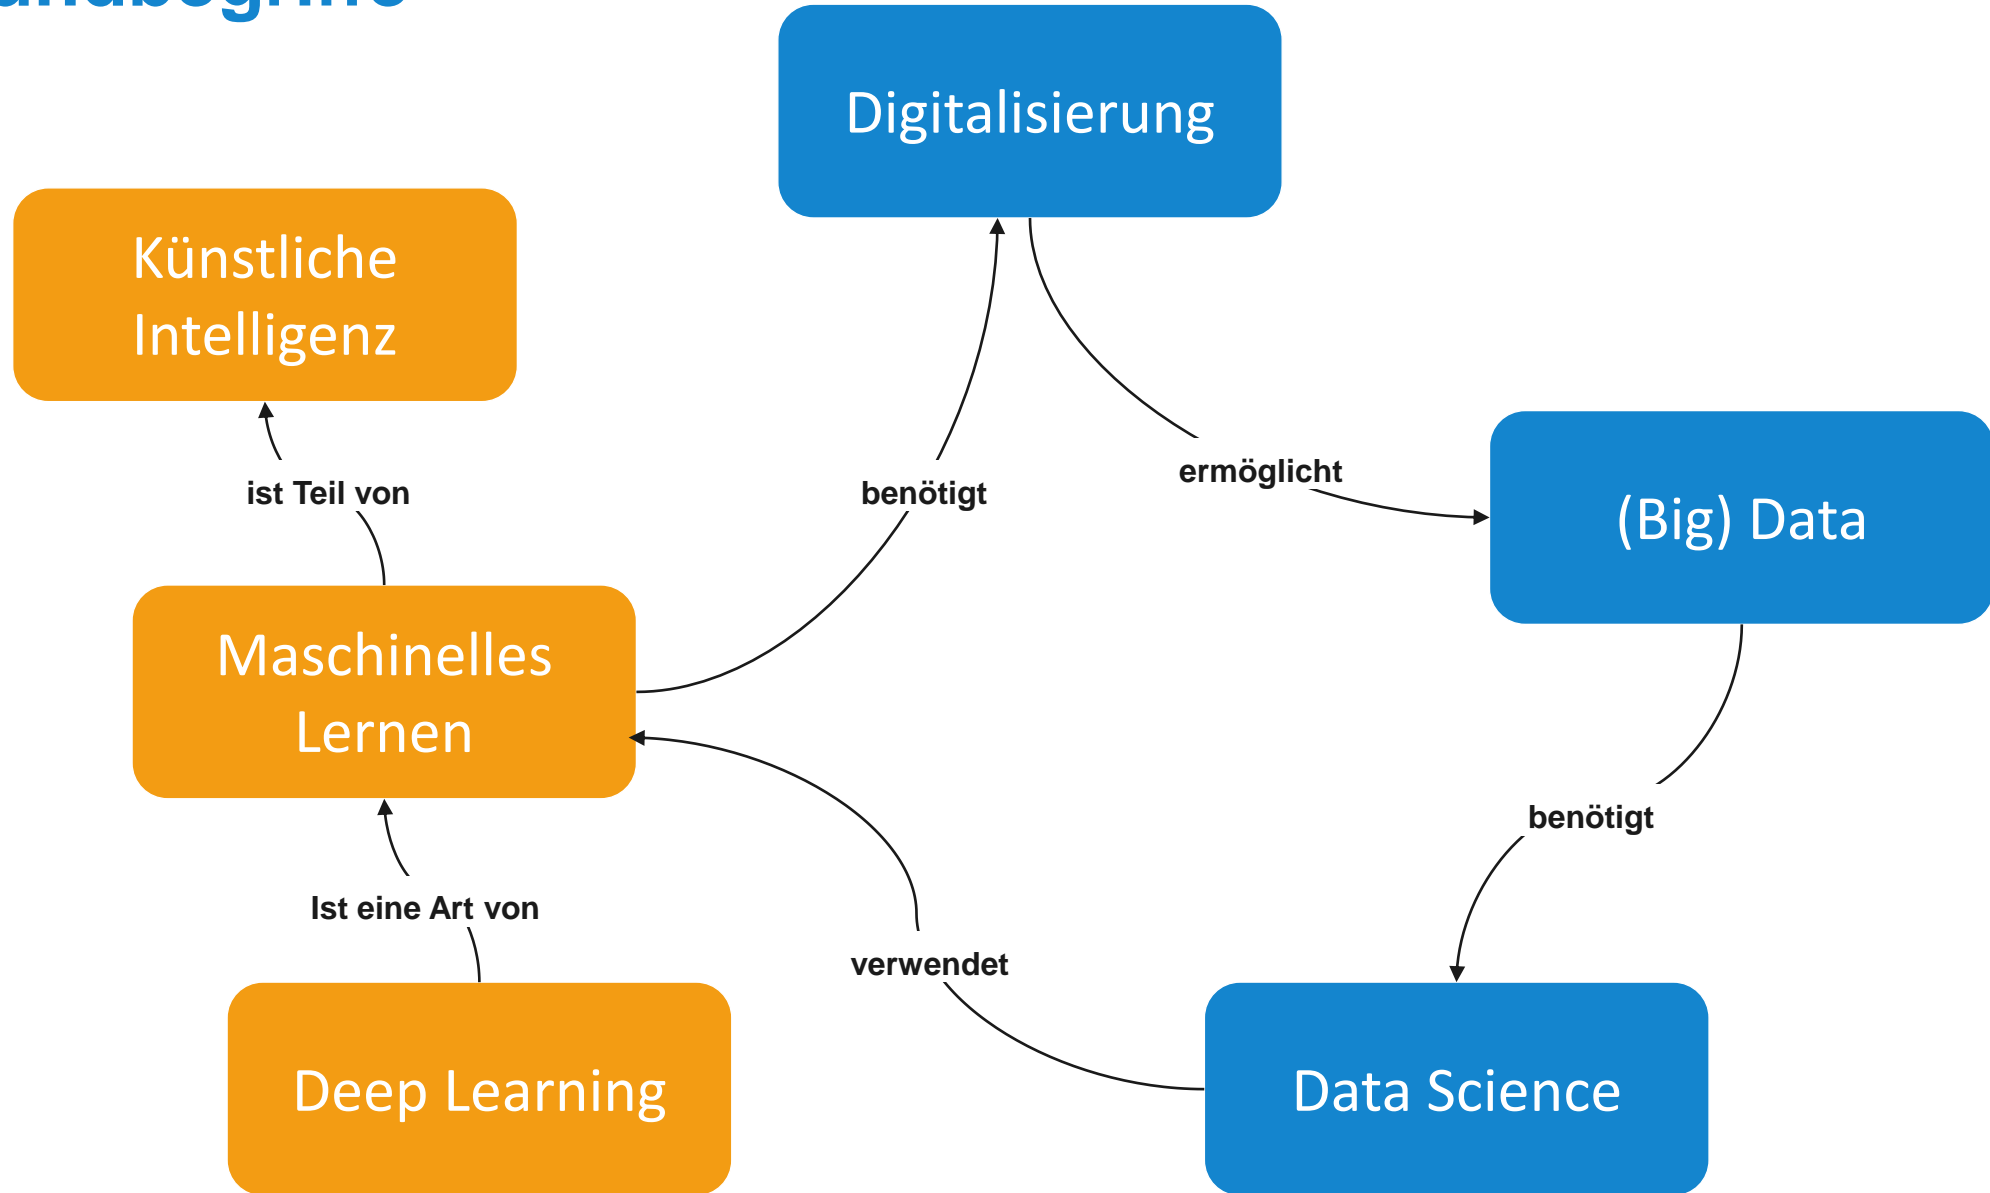 Digitalisierung
Künstliche
Intelligenz
ist Teil von
benötigt
ermöglicht
(Big) Data
Maschinelles
Lernen
benötigt
Ist eine Art von
verwendet
Deep Learning
Data Science